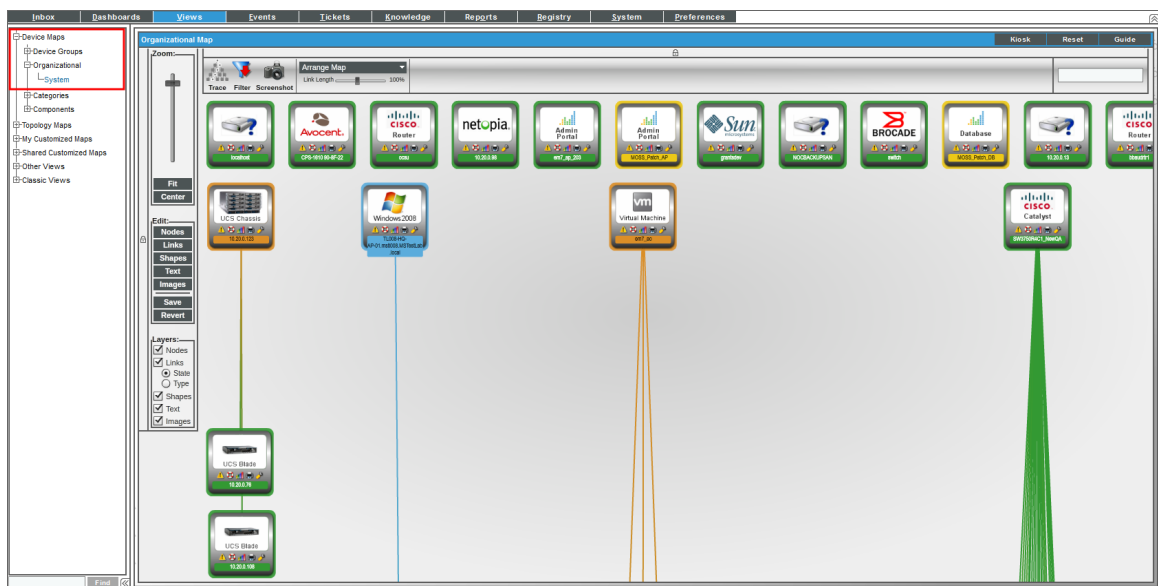 Inbox Dashboards Views Events Tickets Knowledge Reports Registry System Preferences
Device Maps
Device Groups
Organizational
System
Categories
Components
Topology Maps
My Customized Maps
Shared Customized Maps
Other Views
Classic Views
Find
Organizational Map
Kiosk Reset Guide
Zoom:
Fit
Center
Edit:
Nodes
Links
Shapes
Text
Images
Save
Revert
Layers:
Nodes
Links
State
Type
Shapes
Text
Images
Trace Filter Screenshot
Arrange Map
Link Length 100%
localhost
Avocent.
CPS-1610 90-8F-22
CISCO
Router
netopia.
10.20.0.98
Admin
Portal
em7_ap_203
Admin
Portal
MOSS_Patch_AP
Sun
microsystems
NOCBACKUPSAN
BROCADE
switch
Database
MOSS_Patch_DB
10.20.0.13
CISCO
Router
UCS Chassis
10.20.0.123
Windows 2008
.local
vm
Virtual Machine
CISCO.
Catalyst
UCS Blade
10.20.0.76
UCS Blade
10.20.0.108